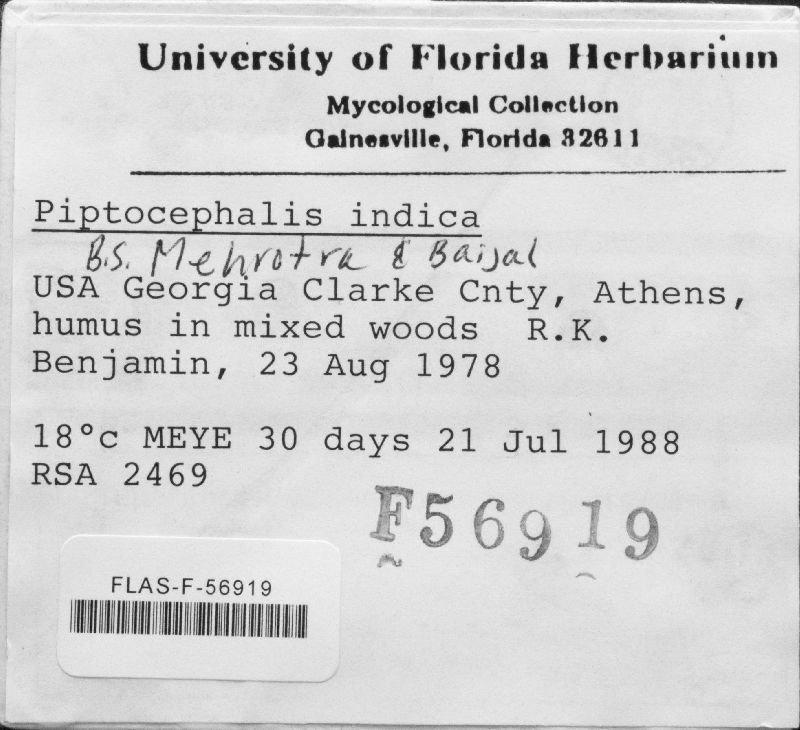 University of Florida Herbarium
Mycological Collection
Gainesville, Florida 32611
Piptocephalis indica
B.S. Mehrotra & Baijal
USA Georgia Clarke Cnty, Athens,
humus in mixed woods R.K.
Benjamin, 23 Aug 1978
18°c MEYE 30 days 21 Jul 1988
RSA 2469
F56919
FLAS-F-56919